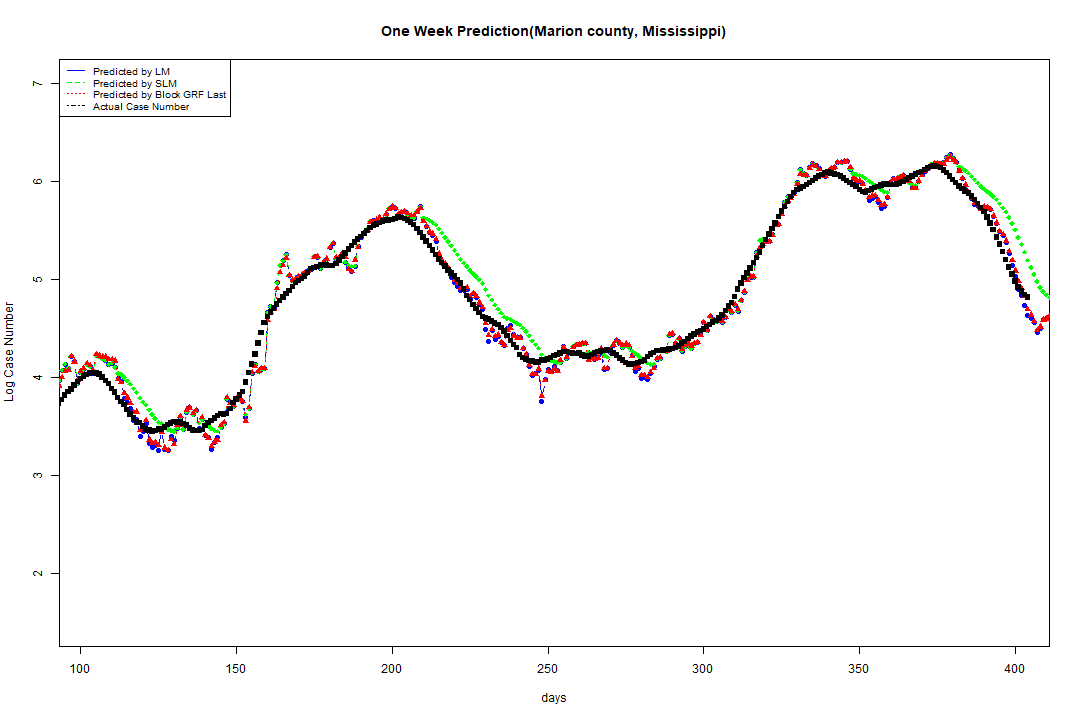 One Week Prediction(Marion county, Mississippi)
Predicted by LM
Predicted by SLM
Predicted by Block GRF Last
Actual Case Number
7
6
5
4
3
2
Log Case Number
100 150 200 250 300 350 400
days